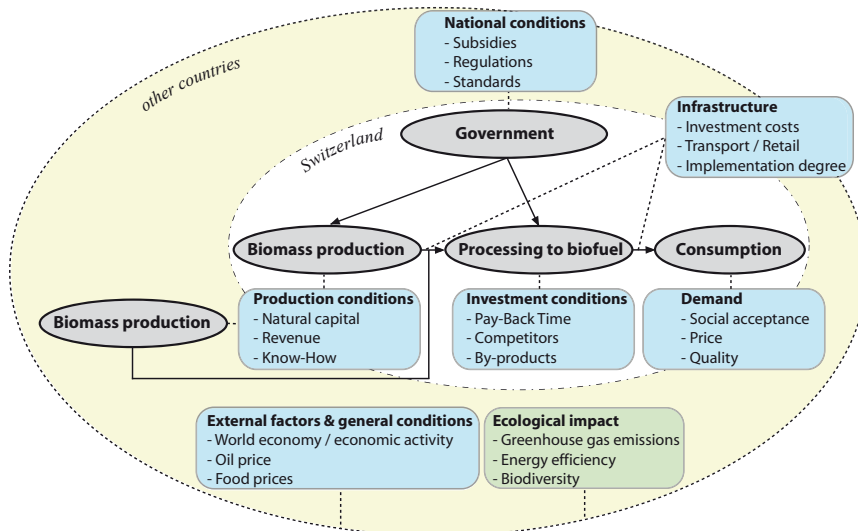 National conditions
- Subsidies
- Regulations
- Standards
other countries
Switzerland
Government
Infrastructure
- Investment costs
- Transport / Retail
- Implementation degree
Biomass production
Processing to biofuel
Consumption
Biomass production
Production conditions
- Natural capital
- Revenue
- Know-How
Investment conditions
- Pay-Back Time
- Competitors
- By-products
Demand
- Social acceptance
- Price
- Quality
External factors & general conditions
- World economy / economic activity
- Oil price
- Food prices
Ecological impact
- Greenhouse gas emissions
- Energy efficiency
- Biodiversity